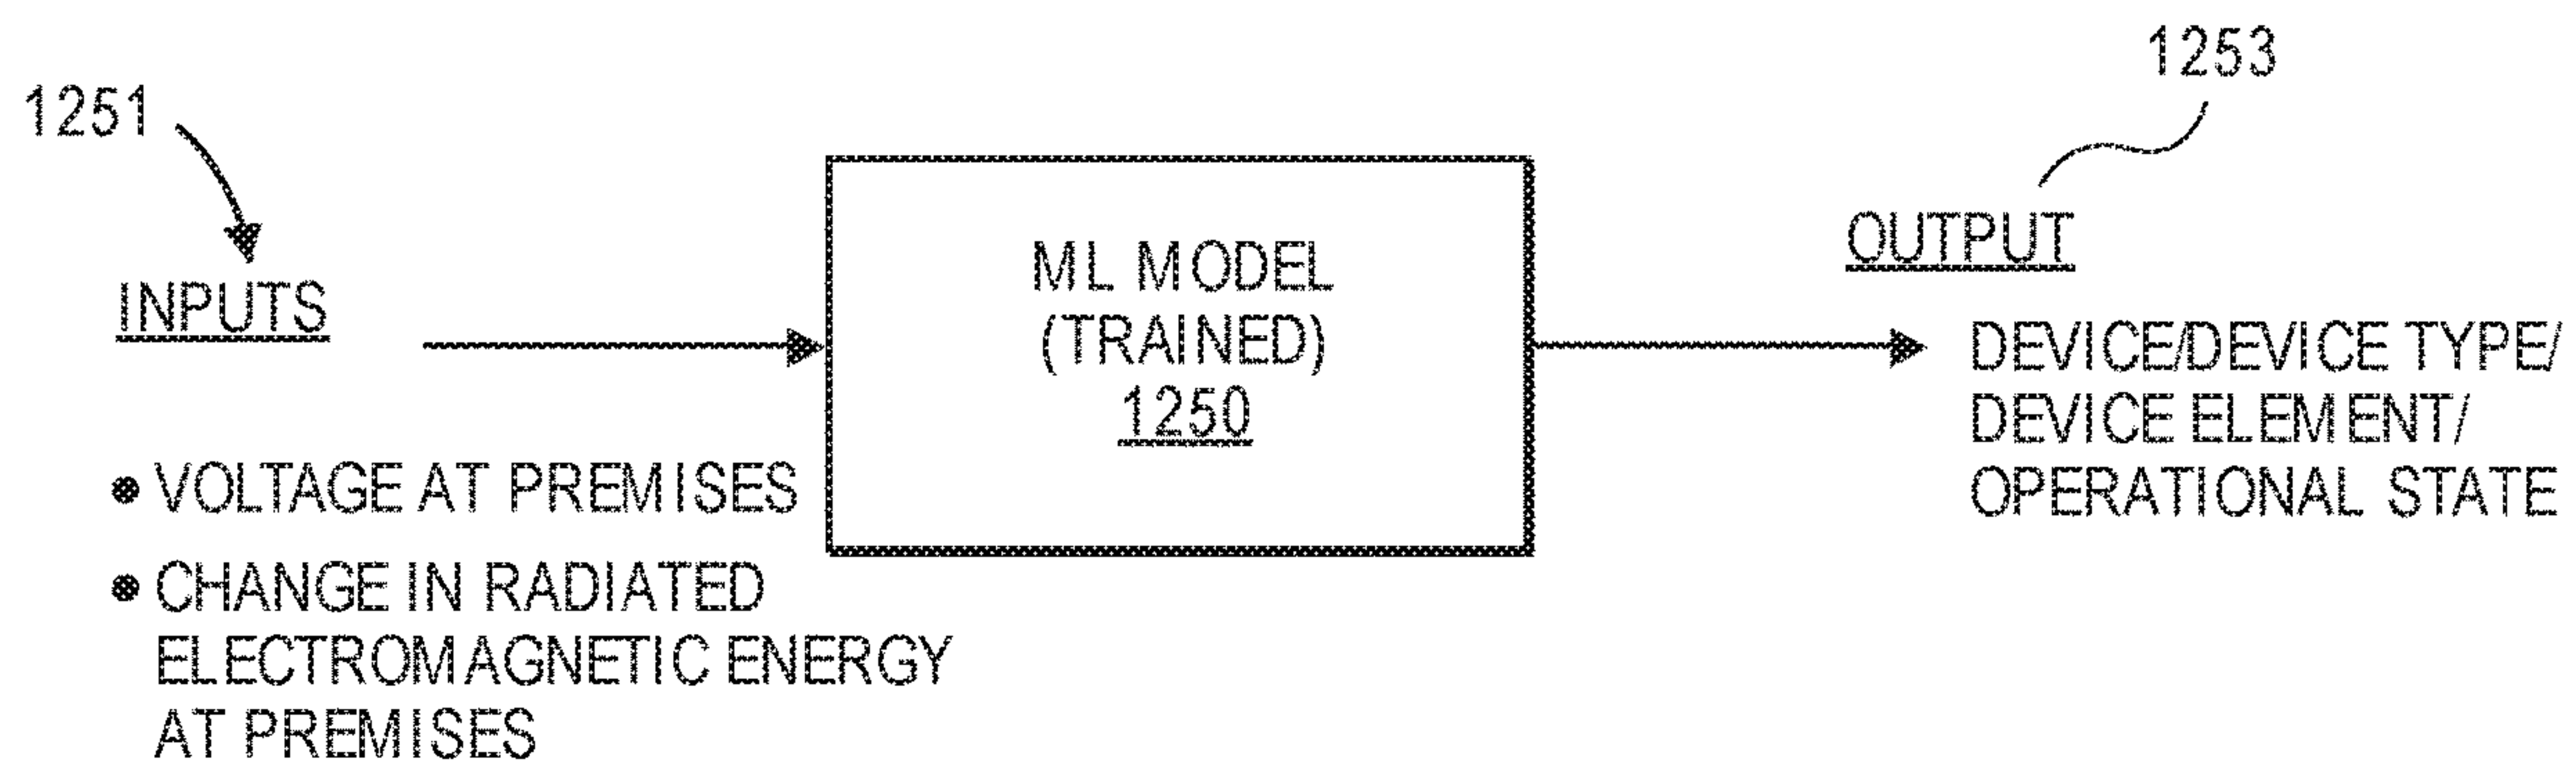 1251
INPUTS
• VOLTAGE AT PREMISES
• CHANGE IN RADIATED
ELECTROMAGNETIC ENERGY
AT PREMISES
ML MODEL
(TRAINED)
1250
1253
OUTPUT
DEVICE/DEVICE TYPE/
DEVICE ELEMENT/
OPERATIONAL STATE